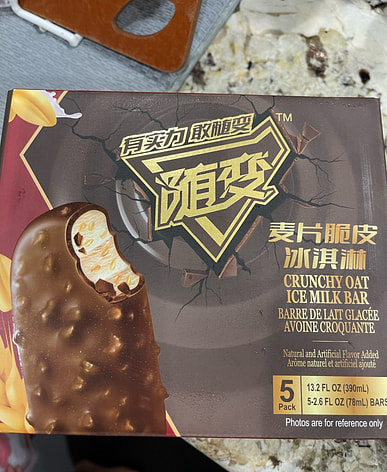 有实力 敢随变
TM
随变
麦片脆皮
冰淇淋
CRUNCHY OAT
ICE MILK BAR
BARRE DE LAIT GLACÉE
AVOINE CROQUANTE
Natural and Artificial Flavor Added
Arôme naturel et artificiel ajouté
5
Pack
13.2 FL OZ (390mL)
5-2.6 FL OZ (78mL) BARS
Photos are for reference only